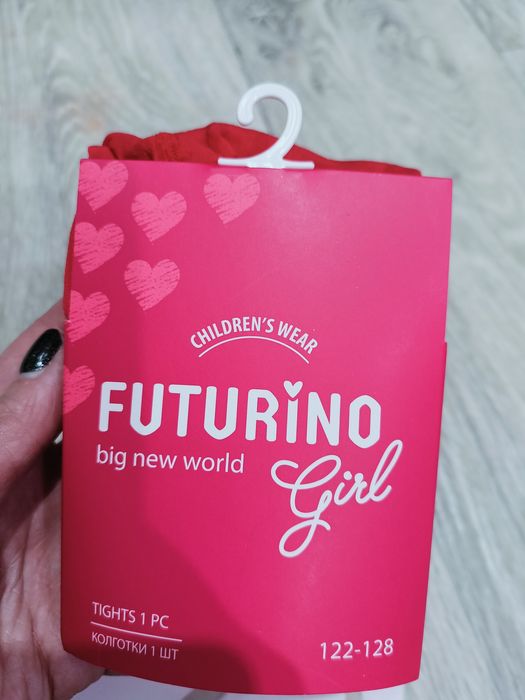 CHILDREN'S WEAR
FUTURINO
big new world
Girl
TIGHTS 1 PC
КОЛГОТКИ 1 ШТ
122-128